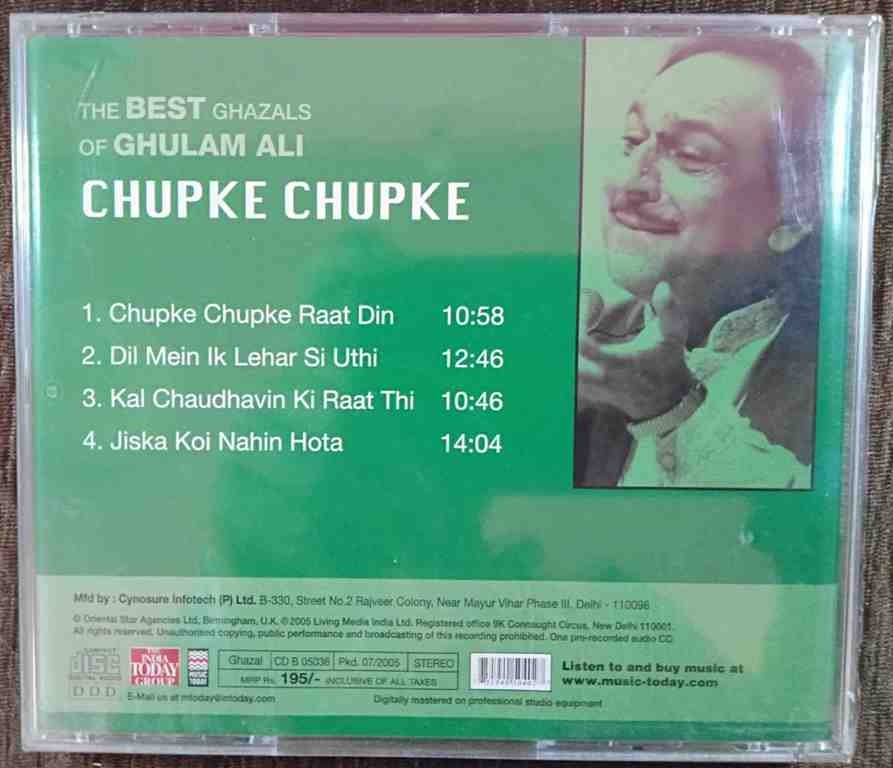 THE BEST GHAZALS
OF GHULAM ALI
CHUPKE CHUPKE
1. Chupke Chupke Raat Din 10:58
2. Dil Mein Ik Lehar Si Uthi 12:46
3. Kal Chaudhavin Ki Raat Thi 10:46
4. Jiska Koi Nahin Hota 14:04
Mfd by : Cynosure Infotech (P) Ltd. B-330, Street No.2 Rajveer Colony, Near Mayur Vihar Phase III. Delhi - 110096
© Oriental Star Agencies Ltd, Bermingham, U.K. © 2005 Living Media India Ltd. Registered office 9K Connaught Circus, New Delhi 110001.
All rights reserved. Unauthorised copying, public performance and broadcasting of this recording prohibited. One pre-recorded audio CD
COMPACT
disc
DIGITAL AUDIO
DDD
THE
INDIA
TODAY
GROUP
MUSIC
TODAY
Ghazal CD B 05036 Pkd. 07/2005 STEREO
MRP Rs. 195/- INCLUSIVE OF ALL TAXES
Listen to and buy music at
www.music-today.com
E-Mail us at mtoday@intoday.com
Digitally mastered on professional studio equipment